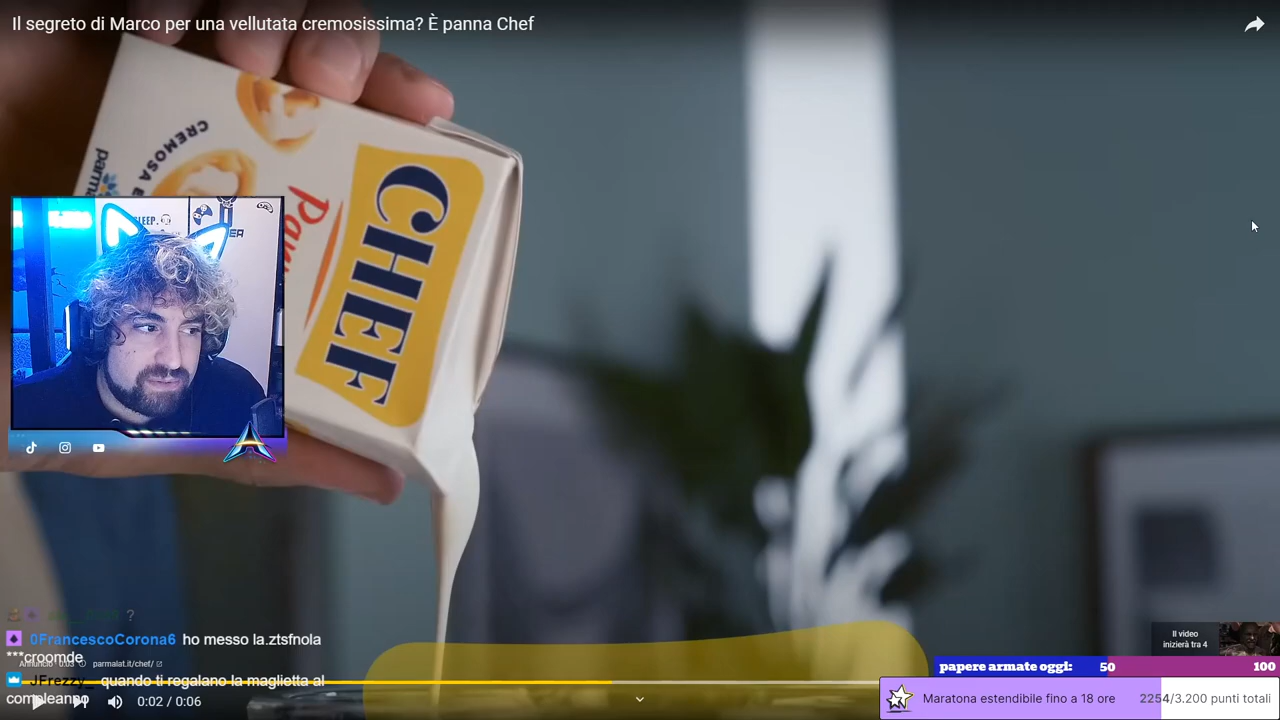 Il segreto di Marco per una vellutata cremosissima? È panna Chef
CREMOSA E
CHEF
?
0FrancescoCorona6 ho messo la.ztsfnola
***croomde
Annuncio · 0:03
parmalat.it/chef/
JFrezzy_ quando ti regalano la maglietta al
compleanno
0:02 / 0:06
Il video
inizierà tra 4
papere armate oggi: 50 100
Maratona estendibile fino a 18 ore 2254/3.200 punti totali